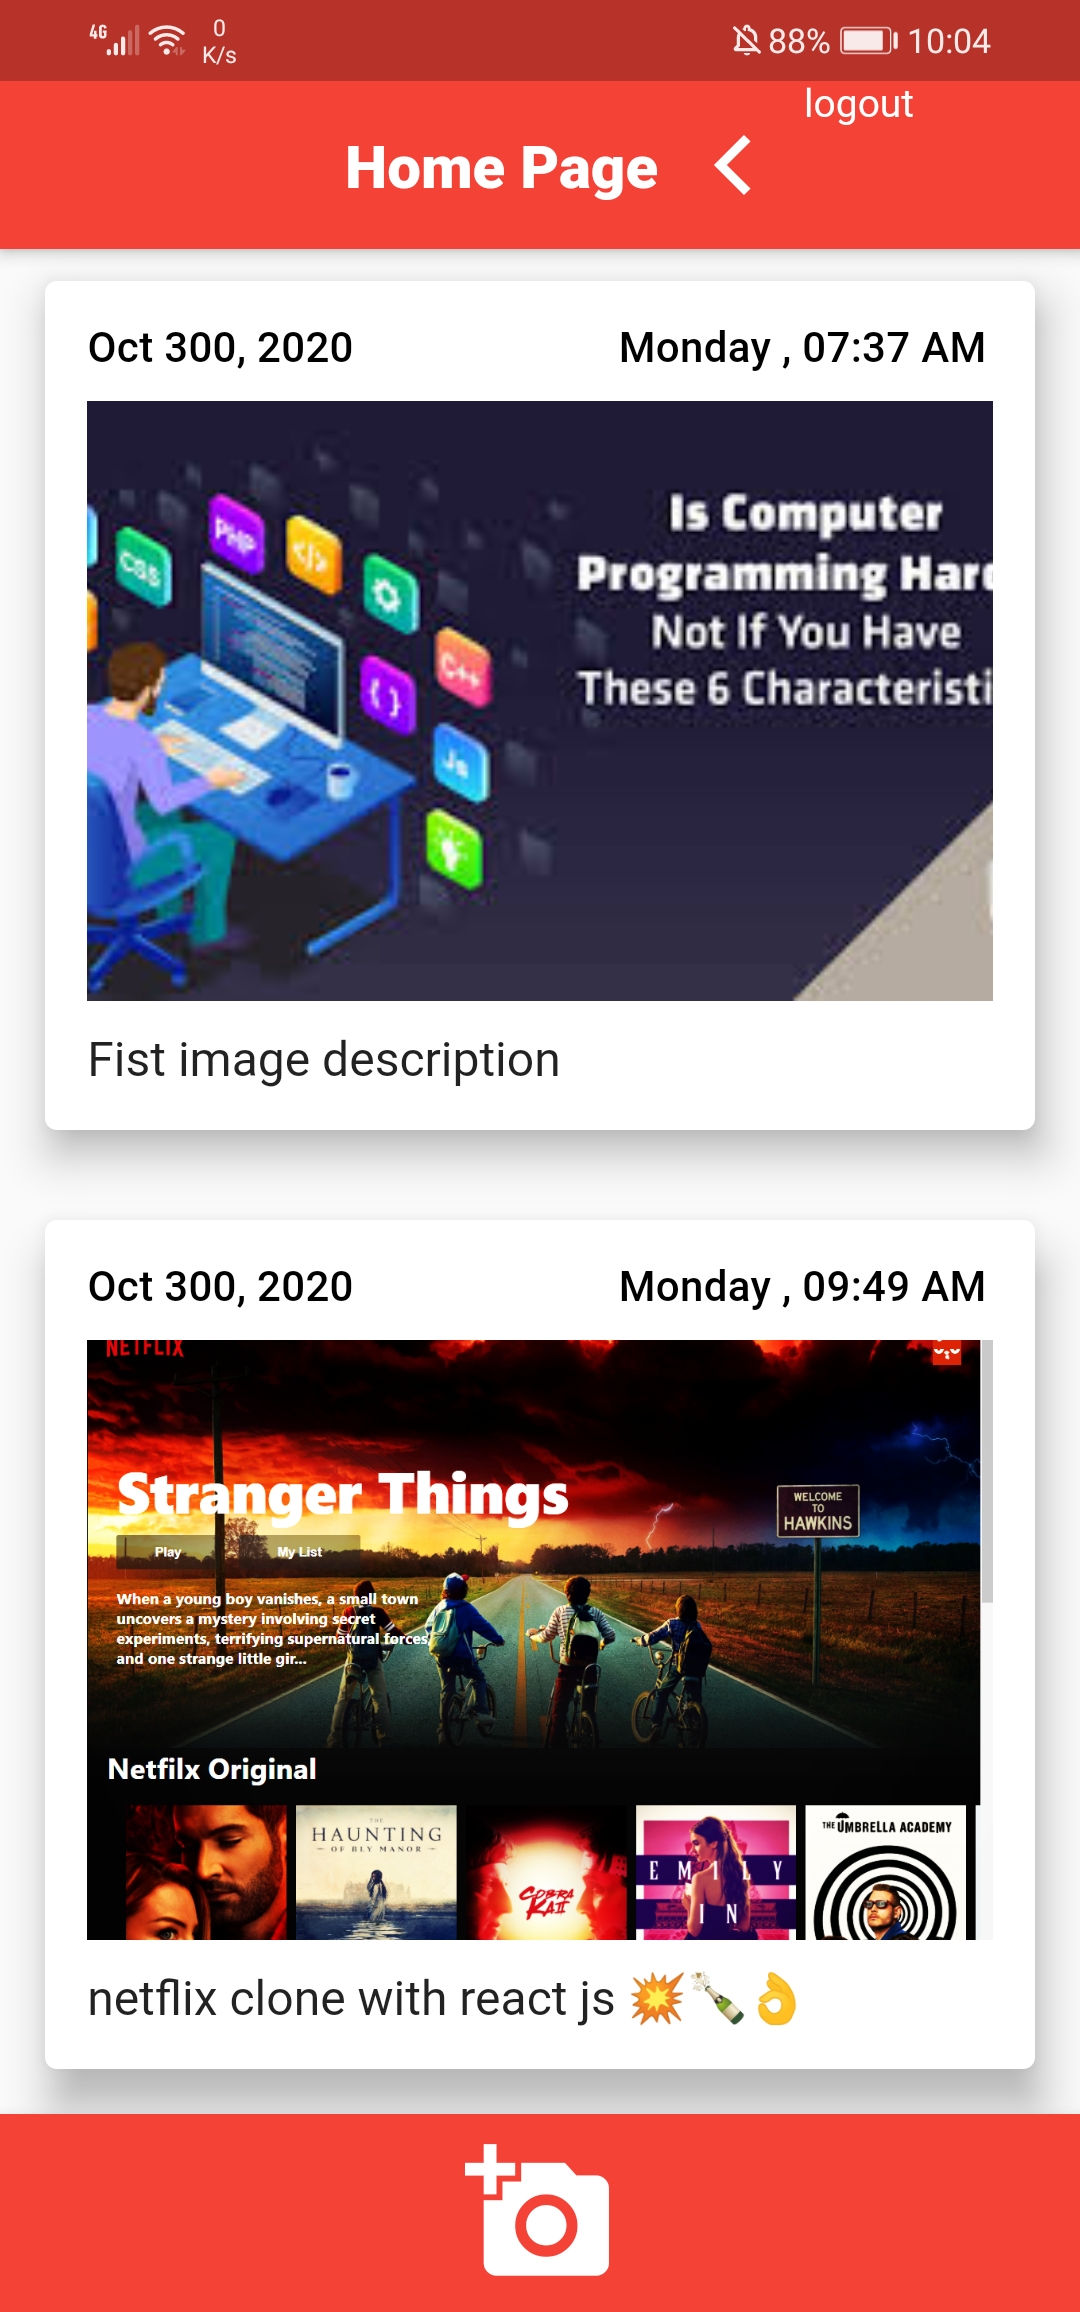 4G
0
K/s
88%
10:04
logout
Home Page
Oct 300, 2020
Monday , 07:37 AM
CSS
PHP
</>
C++
{ }
Js
Is Computer
Programming Hard
Not If You Have
These 6 Characteristi
Fist image description
Oct 300, 2020
Monday , 09:49 AM
NETFLIX
Stranger Things
WELCOME
TO
HAWKINS
Play
My List
When a young boy vanishes, a small town
uncovers a mystery involving secret
experiments, terrifying supernatural forces,
and one strange little gir...
Netfilx Original
THE
HAUNTING
OF BLY MANOR
COBRA
KAI
EMILY
IN
THE UMBRELLA ACADEMY
netflix clone with react js 💥🍾👌